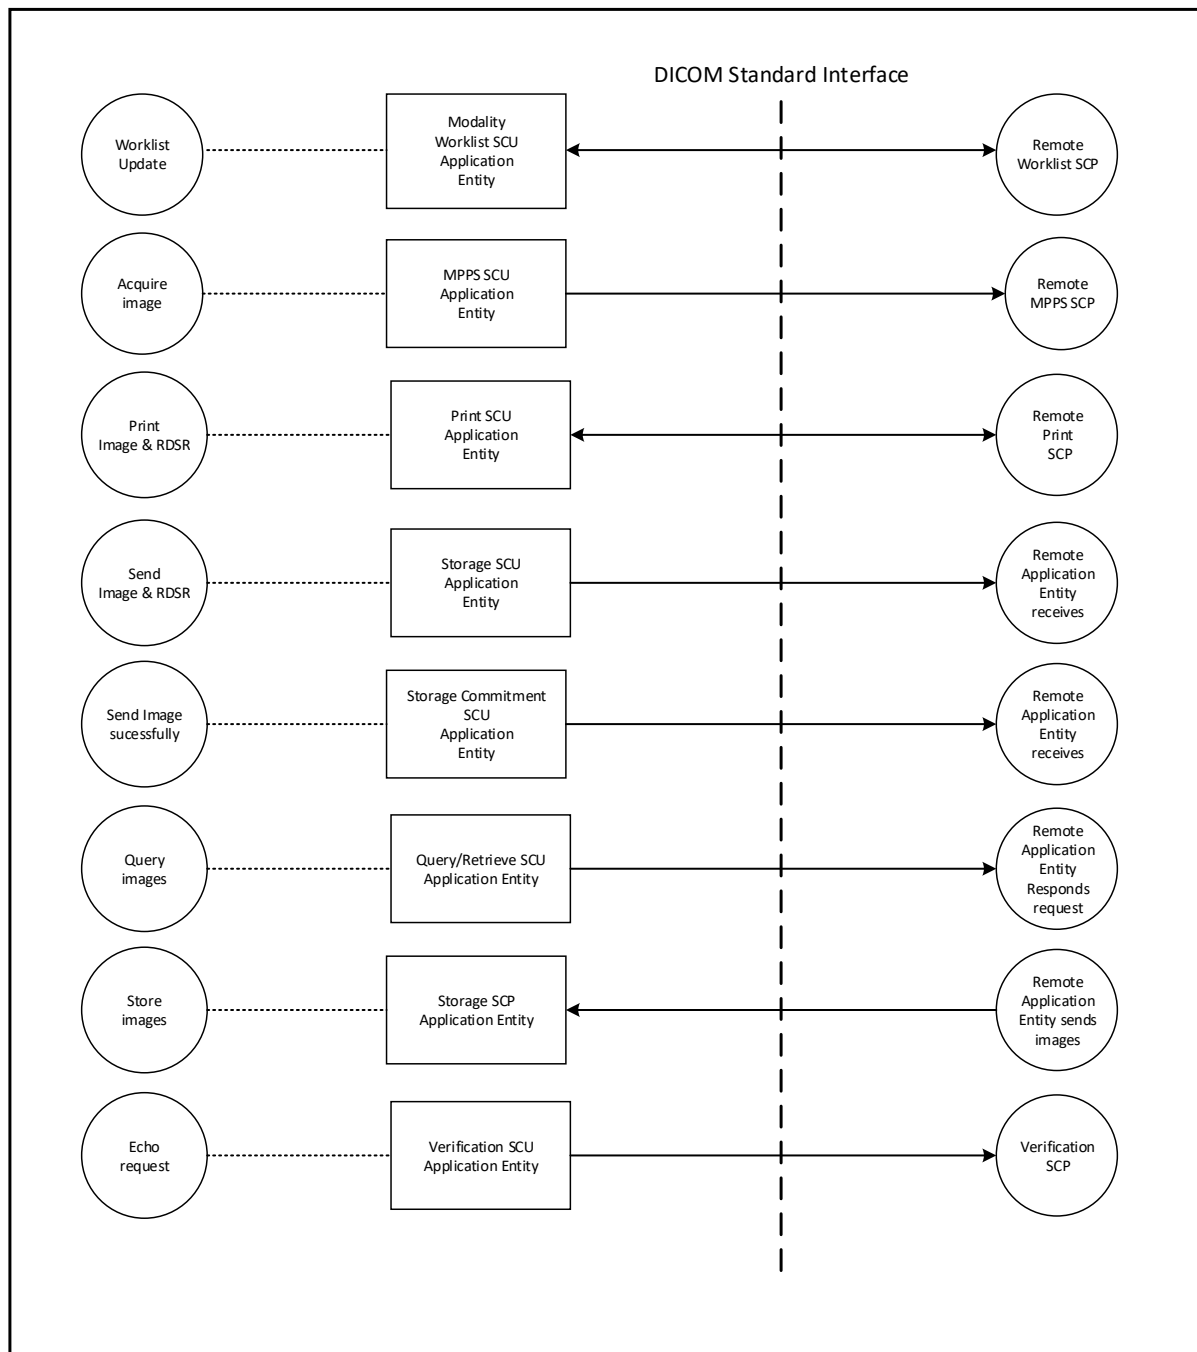 DICOM Standard Interface
Worklist
Update
Modality
Worklist SCU
Application
Entity
Remote
Worklist SCP
Acquire
image
MPPS SCU
Application
Entity
Remote
MPPS SCP
Print
Image & RDSR
Print SCU
Application
Entity
Remote
Print
SCP
Send
Image & RDSR
Storage SCU
Application
Entity
Remote
Application
Entity
receives
Send Image
sucessfully
Storage Commitment
SCU
Application
Entity
Remote
Application
Entity
receives
Query
images
Query/Retrieve SCU
Application Entity
Remote
Application
Entity
Responds
request
Store
images
Storage SCP
Application Entity
Remote
Application
Entity sends
images
Echo
request
Verification SCU
Application Entity
Verification
SCP